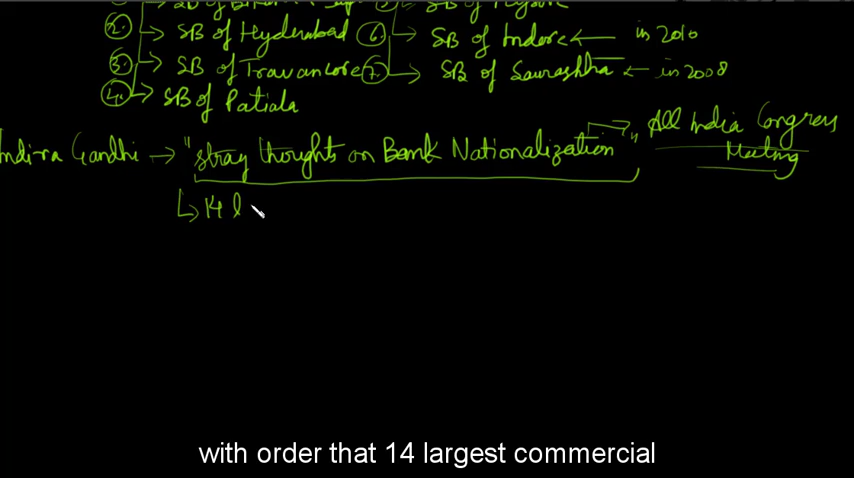 2. → SB of Hyderabad 6. → SB of Indore ← in 2010
3. → SB of Travancore 7. → SB of Saurashtra ← in 2008
4. → SB of Patiala
Indira Gandhi → "stray thoughts on Bank Nationalization" → All India Congress Meeting
↳ 14 l
with order that 14 largest commercial